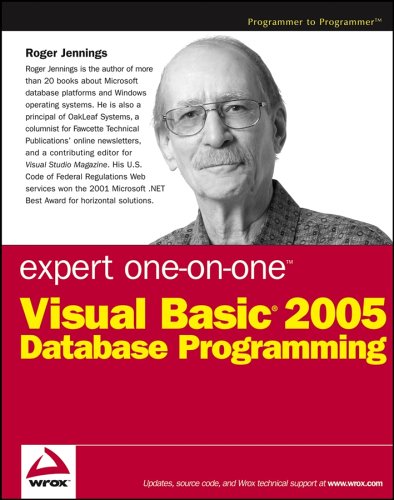 Programmer to Programmer™
Roger Jennings
Roger Jennings is the author of more
than 20 books about Microsoft
database platforms and Windows
operating systems. He is also a
principal of OakLeaf Systems, a
columnist for Fawcette Technical
Publications' online newsletters,
and a contributing editor for
Visual Studio Magazine. His U.S.
Code of Federal Regulations Web
services won the 2001 Microsoft .NET
Best Award for horizontal solutions.
expert one-on-one™
Visual Basic® 2005
Database Programming
wrox™
Updates, source code, and Wrox technical support at www.wrox.com